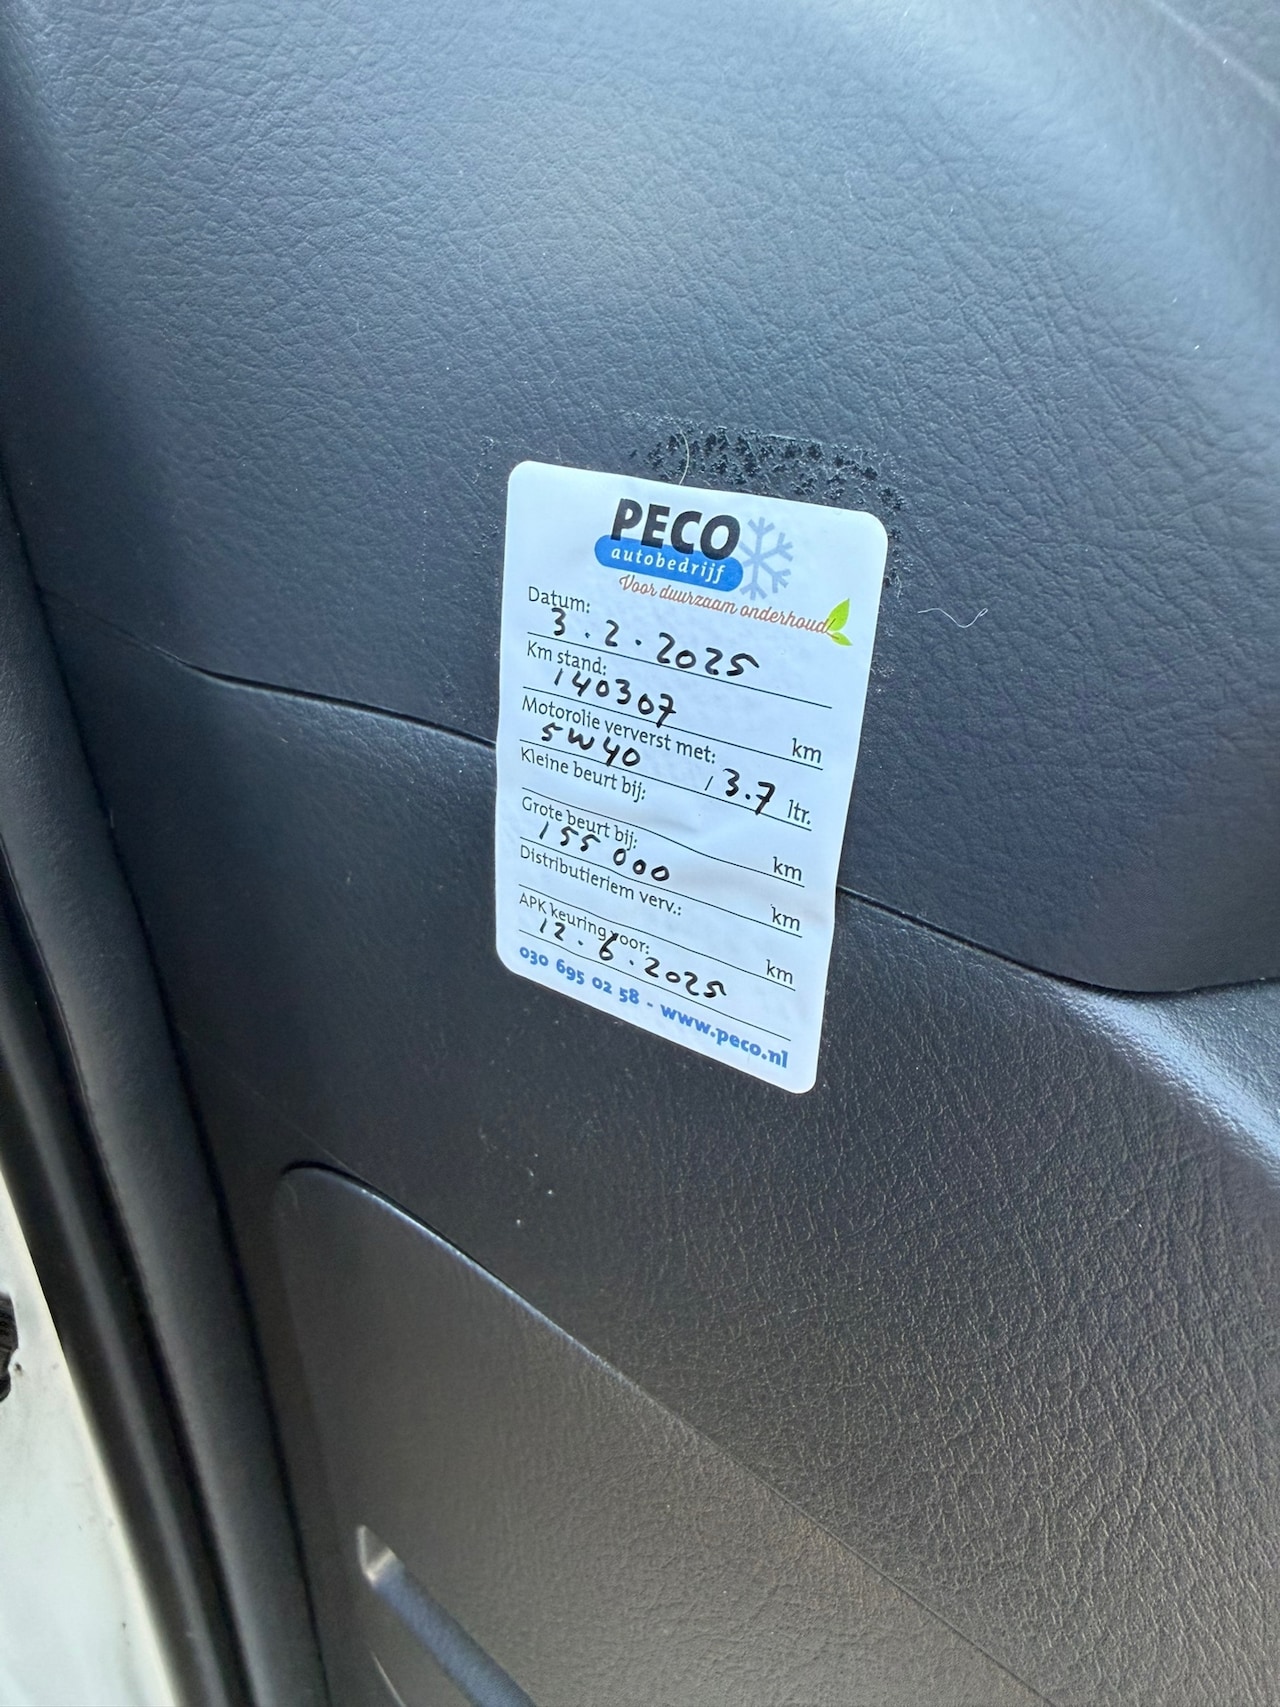 PECO
autobedrijf
Voor duurzaam onderhoud!
Datum:
3.2.2025
Km stand:
140307 km
Motorolie ververst met:
5W40 / 3.7 ltr.
Kleine beurt bij:
km
Grote beurt bij:
155000 km
Distributieriem verv.:
km
APK keuring voor:
12.6.2025
030 695 02 58 - www.peco.nl